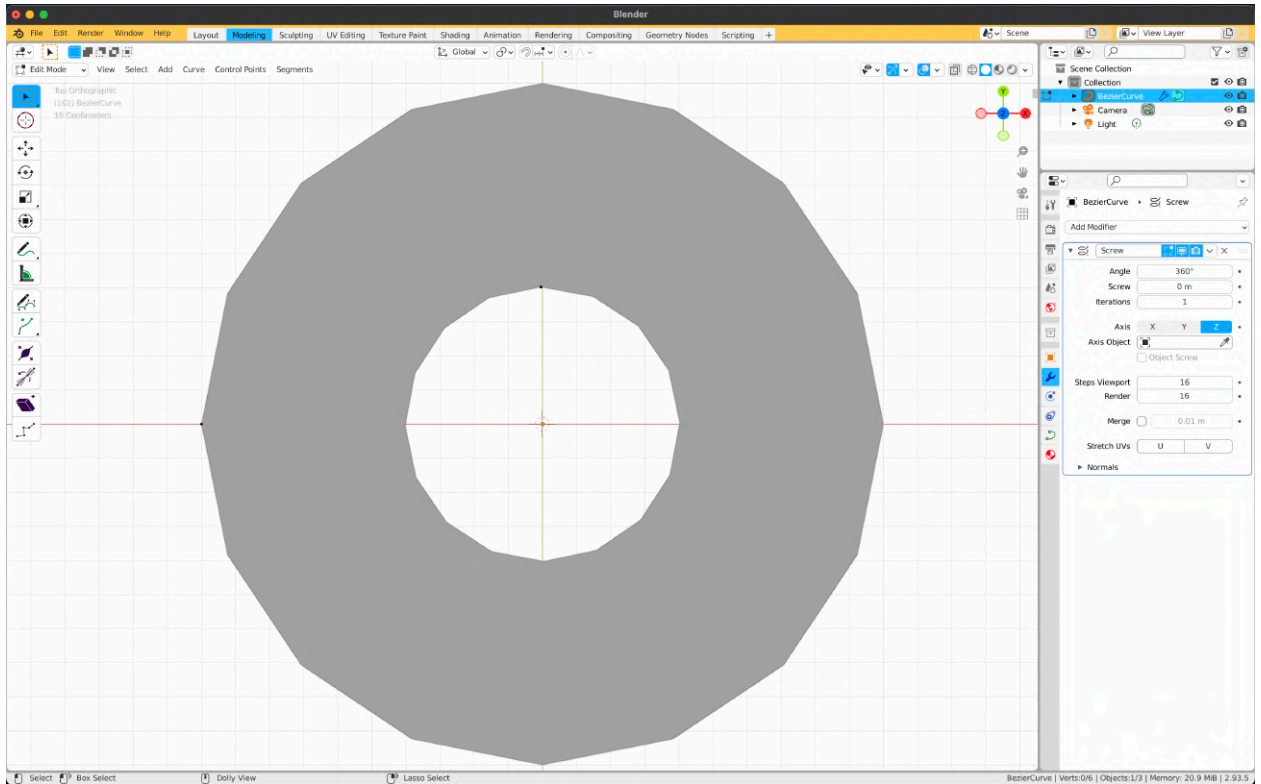 Blender
File Edit Render Window Help Layout Modeling Sculpting UV Editing Texture Paint Shading Animation Rendering Compositing Geometry Nodes Scripting + Scene View Layer
Global
Edit Mode View Select Add Curve Control Points Segments
Top Orthographic
(162) BezierCurve
10 Centimeters
Y
Z X
Scene Collection
Collection
BezierCurve
Camera
Light
BezierCurve Screw
Add Modifier
Screw
Angle 360°
Screw 0 m
Iterations 1
Axis X Y Z
Axis Object
Object Screw
Steps Viewport 16
Render 16
Merge 0.01 m
Stretch UVs U V
Normals
Select Box Select Dolly View Lasso Select BezierCurve | Verts:0/6 | Objects:1/3 | Memory: 20.9 MiB | 2.93.5